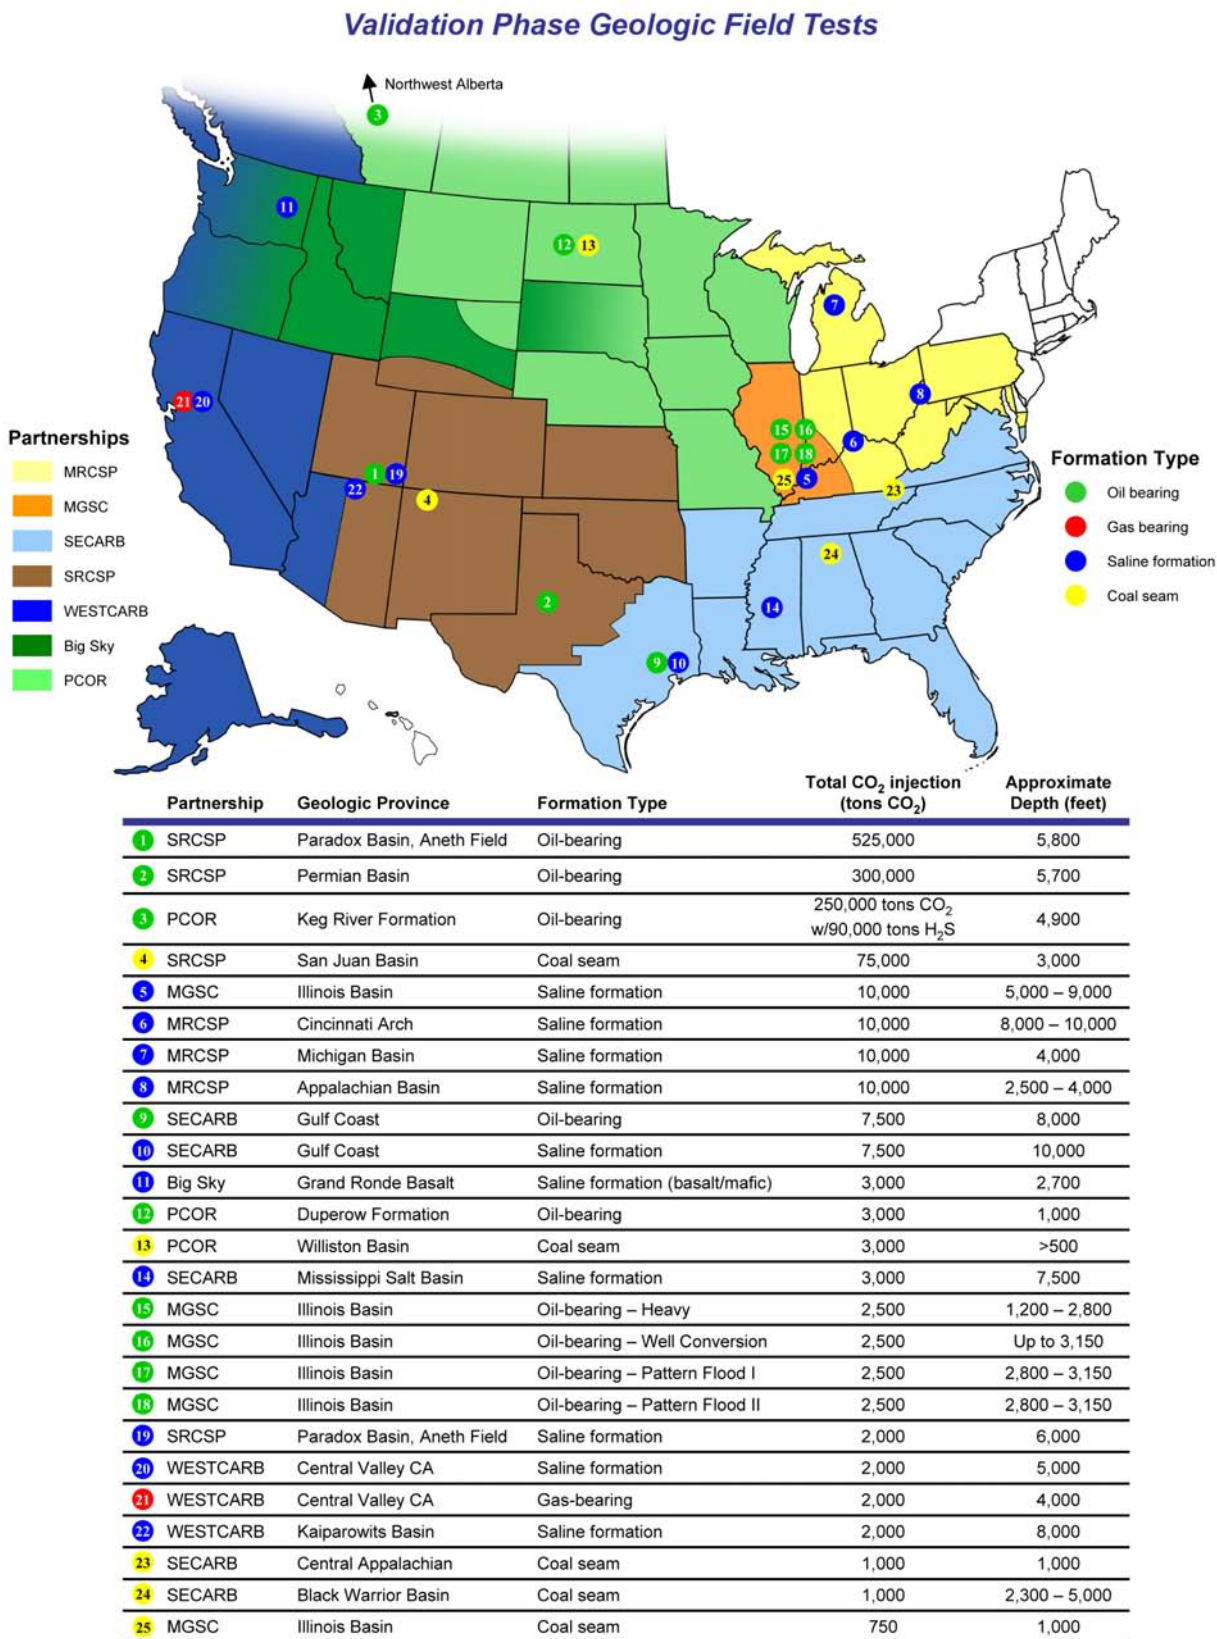 Validation Phase Geologic Field Tests
Northwest Alberta
3
11
12 13
7
21 20
8
15 16
6
17 18
1 19
25 5
22
23
4
24
2
14
9 10
Partnerships
MRCSP
MGSC
SECARB
SRCSP
WESTCARB
Big Sky
PCOR
Formation Type
Oil bearing
Gas bearing
Saline formation
Coal seam
Partnership Geologic Province Formation Type Total CO2 injection (tons CO2) Approximate Depth (feet)
1 SRCSP Paradox Basin, Aneth Field Oil-bearing 525,000 5,800
2 SRCSP Permian Basin Oil-bearing 300,000 5,700
3 PCOR Keg River Formation Oil-bearing 250,000 tons CO2 w/90,000 tons H2S 4,900
4 SRCSP San Juan Basin Coal seam 75,000 3,000
5 MGSC Illinois Basin Saline formation 10,000 5,000 – 9,000
6 MRCSP Cincinnati Arch Saline formation 10,000 8,000 – 10,000
7 MRCSP Michigan Basin Saline formation 10,000 4,000
8 MRCSP Appalachian Basin Saline formation 10,000 2,500 – 4,000
9 SECARB Gulf Coast Oil-bearing 7,500 8,000
10 SECARB Gulf Coast Saline formation 7,500 10,000
11 Big Sky Grand Ronde Basalt Saline formation (basalt/mafic) 3,000 2,700
12 PCOR Duperow Formation Oil-bearing 3,000 1,000
13 PCOR Williston Basin Coal seam 3,000 >500
14 SECARB Mississippi Salt Basin Saline formation 3,000 7,500
15 MGSC Illinois Basin Oil-bearing – Heavy 2,500 1,200 – 2,800
16 MGSC Illinois Basin Oil-bearing – Well Conversion 2,500 Up to 3,150
17 MGSC Illinois Basin Oil-bearing – Pattern Flood I 2,500 2,800 – 3,150
18 MGSC Illinois Basin Oil-bearing – Pattern Flood II 2,500 2,800 – 3,150
19 SRCSP Paradox Basin, Aneth Field Saline formation 2,000 6,000
20 WESTCARB Central Valley CA Saline formation 2,000 5,000
21 WESTCARB Central Valley CA Gas-bearing 2,000 4,000
22 WESTCARB Kaiparowits Basin Saline formation 2,000 8,000
23 SECARB Central Appalachian Coal seam 1,000 1,000
24 SECARB Black Warrior Basin Coal seam 1,000 2,300 – 5,000
25 MGSC Illinois Basin Coal seam 750 1,000